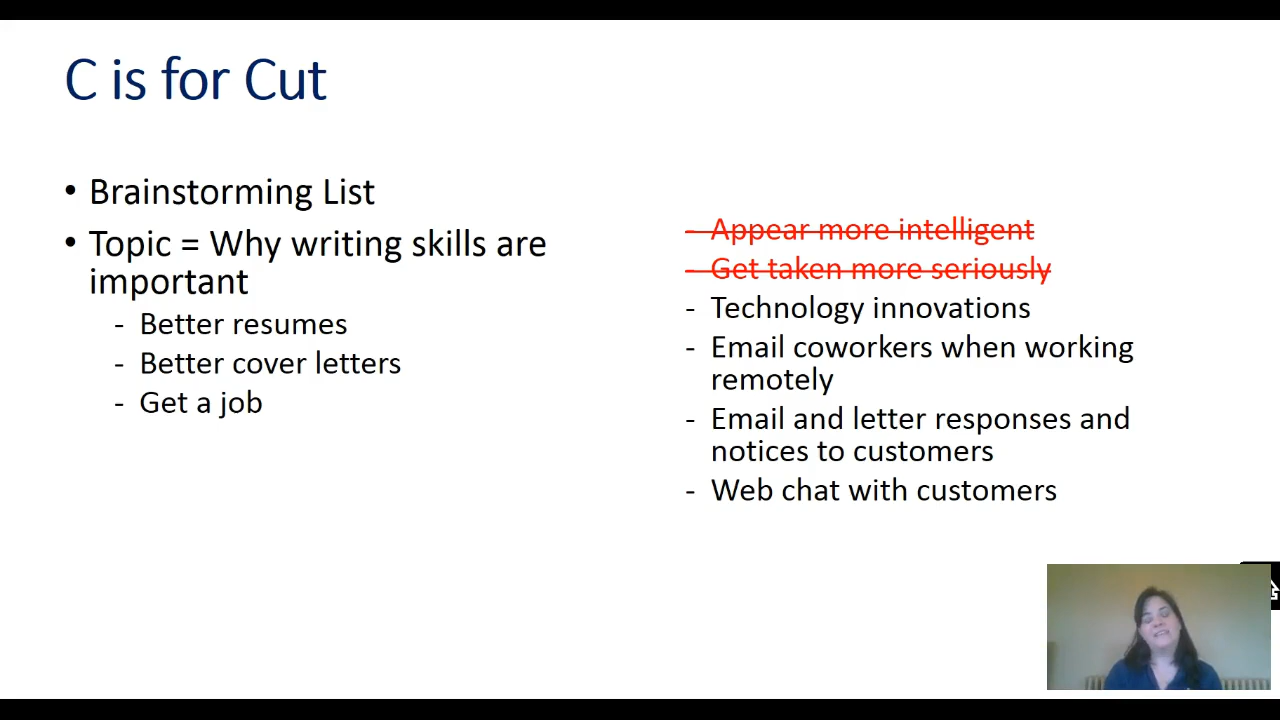 C is for Cut
• Brainstorming List
• Topic = Why writing skills are
important
- Better resumes
- Better cover letters
- Get a job
- Appear more intelligent
- Get taken more seriously
- Technology innovations
- Email coworkers when working
remotely
- Email and letter responses and
notices to customers
- Web chat with customers